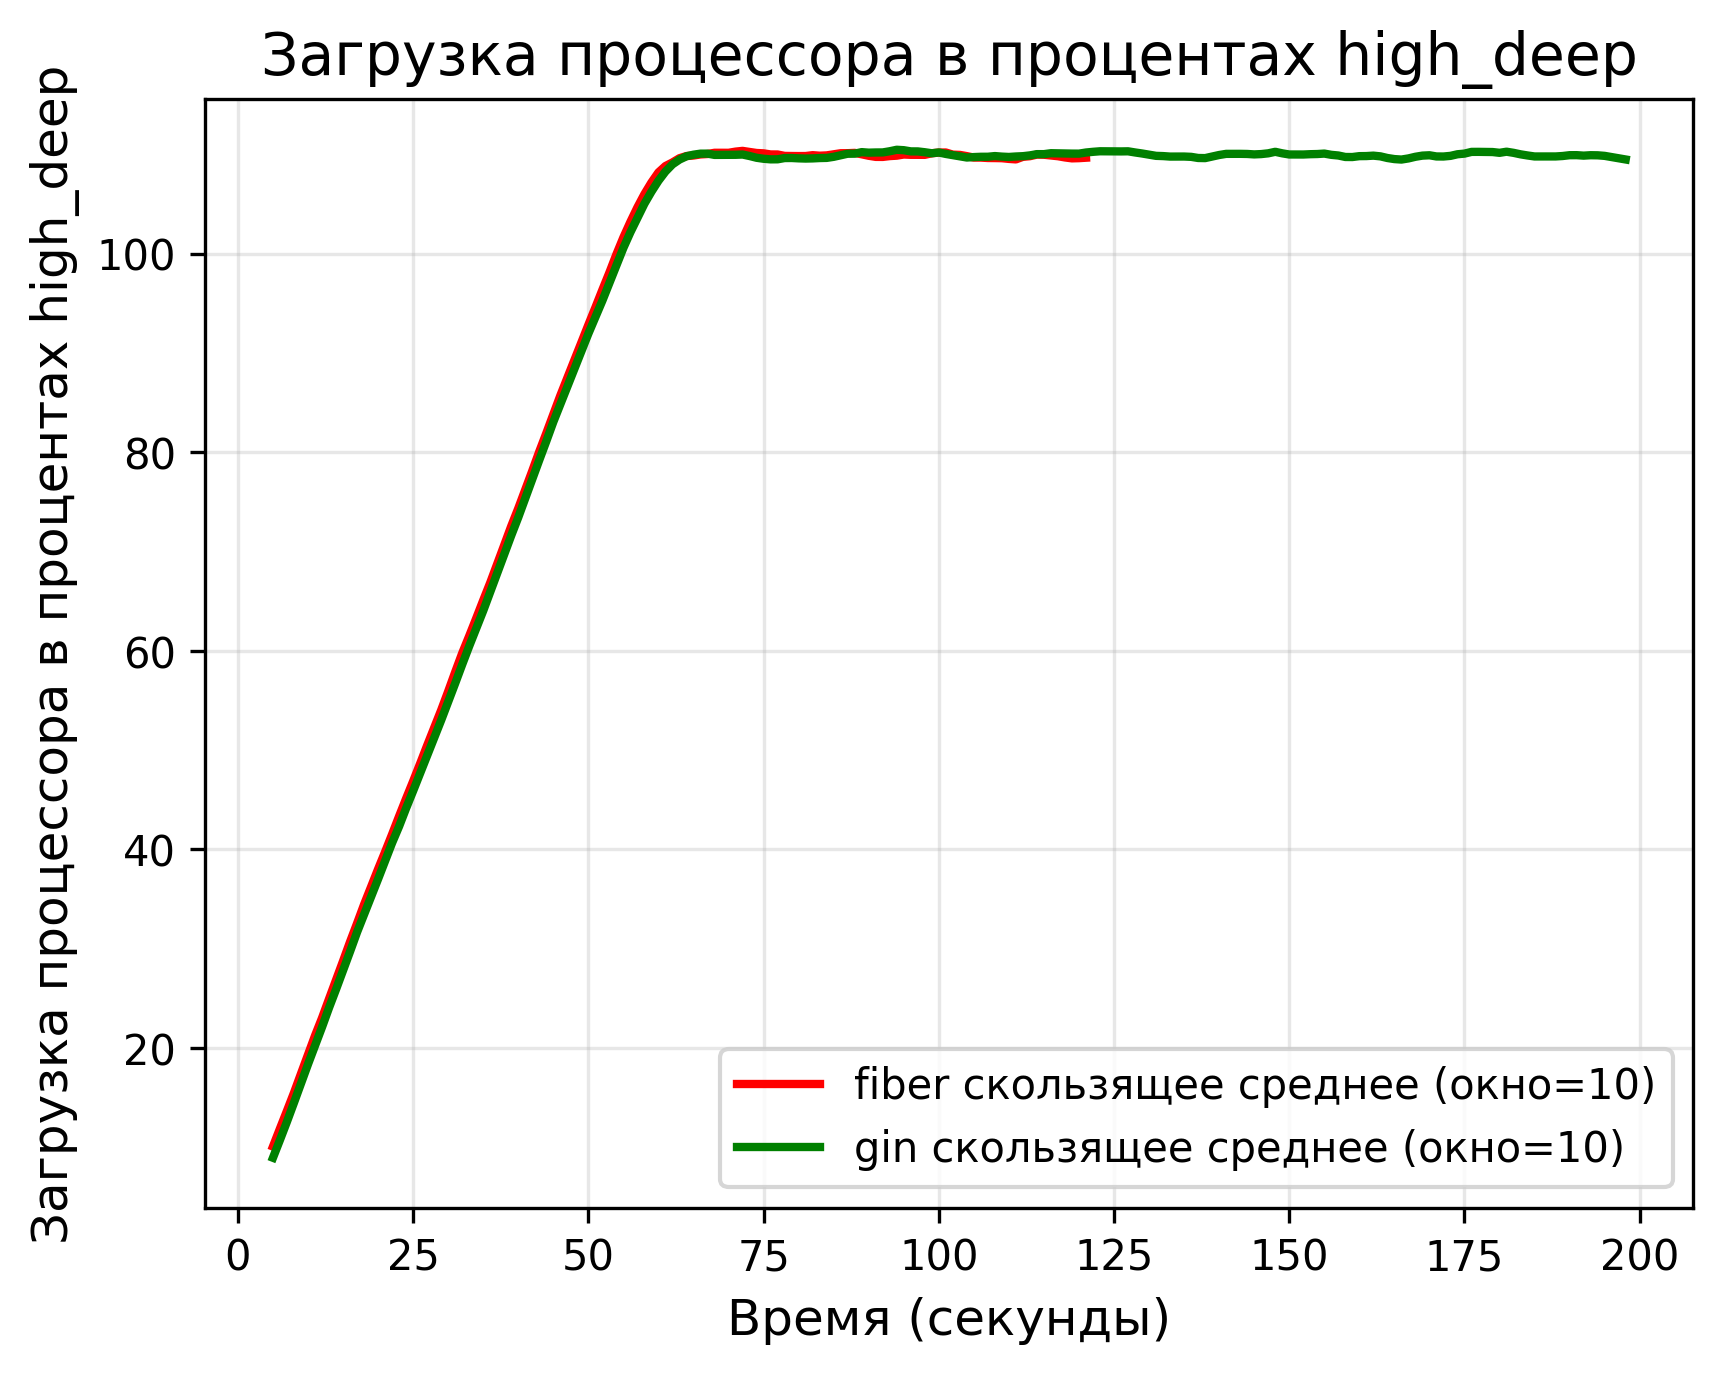 Загрузка процессора в процентах high_deep
Загрузка процессора в процентах high_deep
100
80
60
40
20
fiber скользящее среднее (окно=10)
gin скользящее среднее (окно=10)
0 25 50 75 100 125 150 175 200
Время (секунды)